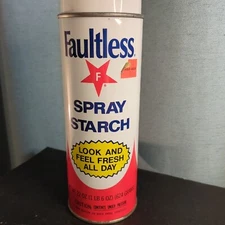 Faultless
F
SPRAY
STARCH
LOOK AND
FEEL FRESH
ALL DAY